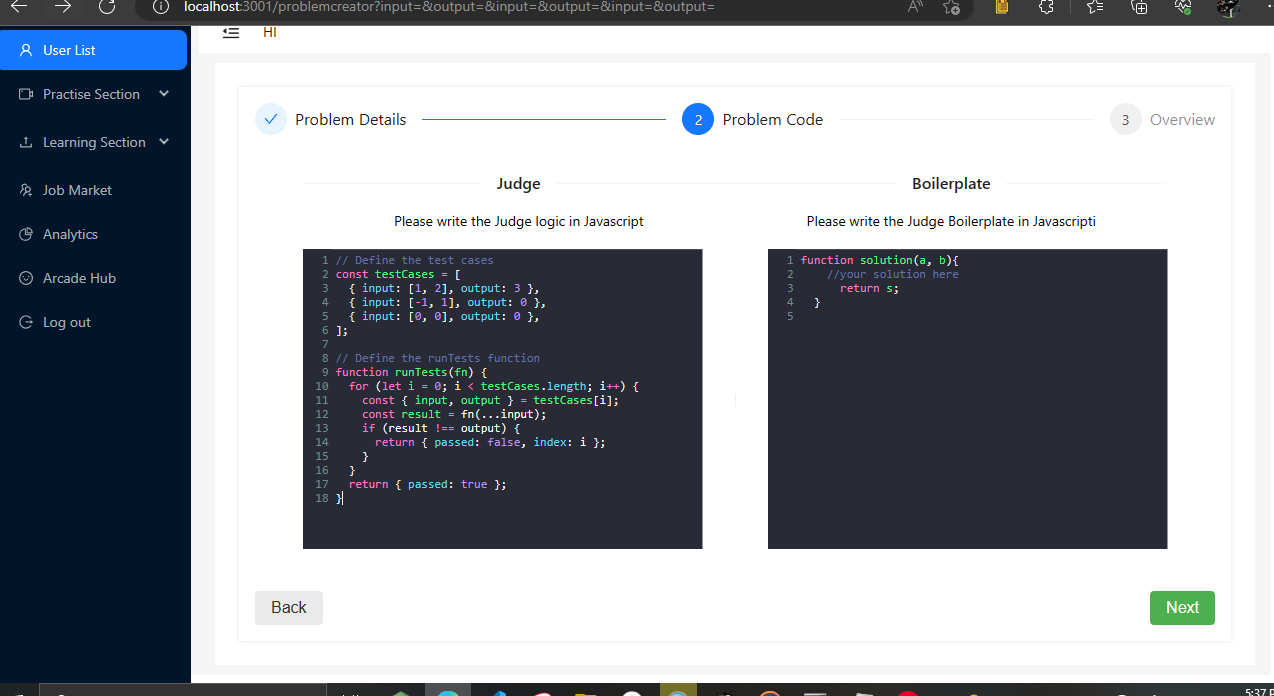 localhost:3001/problemcreator?input=&output=&input=&output=&input=&output=
HI
User List
Practise Section
Learning Section
Job Market
Analytics
Arcade Hub
Log out
Problem Details
2 Problem Code
3 Overview
Judge
Please write the Judge logic in Javascript
1 // Define the test cases
2 const testCases = [
3   { input: [1, 2], output: 3 },
4   { input: [-1, 1], output: 0 },
5   { input: [0, 0], output: 0 },
6 ];
7
8 // Define the runTests function
9 function runTests(fn) {
10   for (let i = 0; i < testCases.length; i++) {
11     const { input, output } = testCases[i];
12     const result = fn(...input);
13     if (result !== output) {
14       return { passed: false, index: i };
15     }
16   }
17   return { passed: true };
18 }
Boilerplate
Please write the Judge Boilerplate in Javascripti
1 function solution(a, b){
2     //your solution here
3       return s;
4   }
5
Back
Next